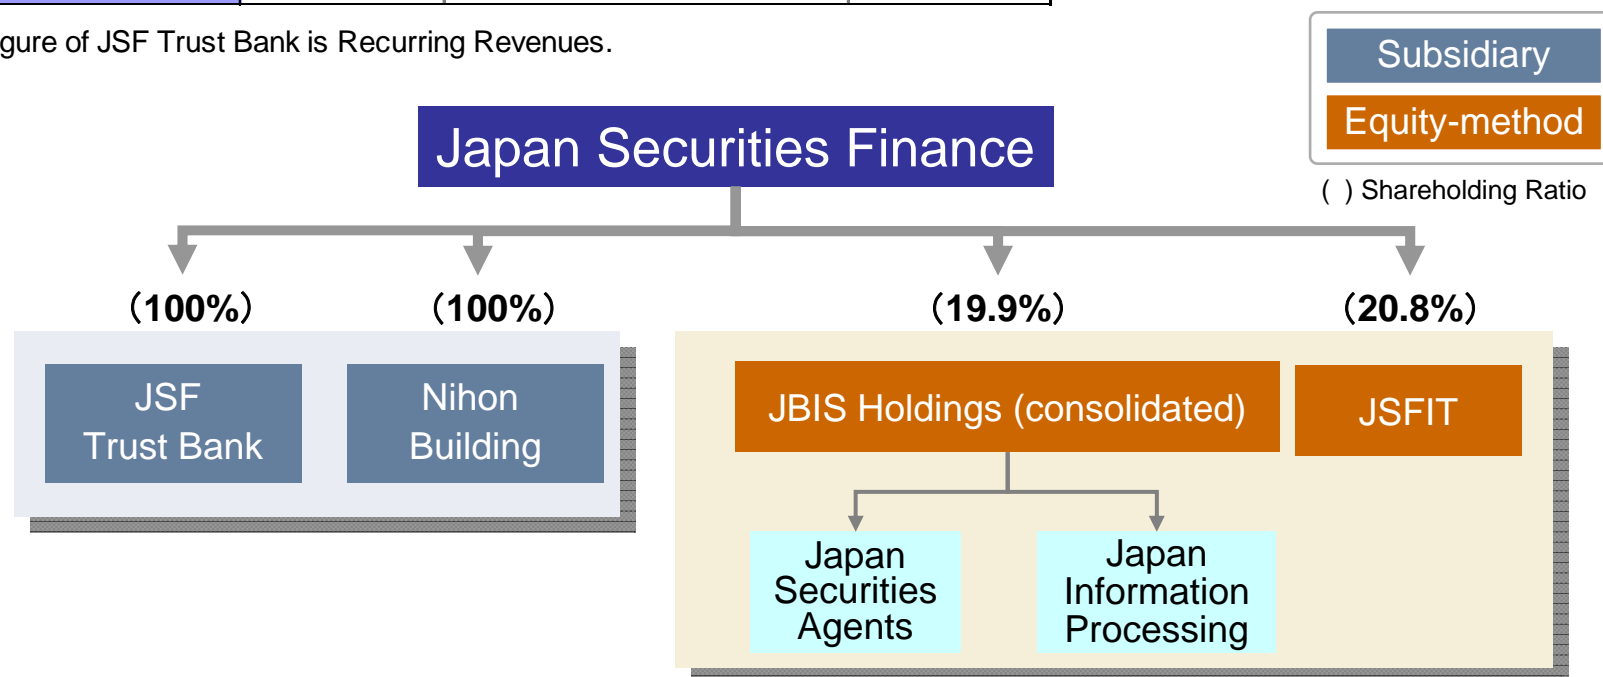 gure of JSF Trust Bank is Recurring Revenues.
Subsidiary
Equity-method
( ) Shareholding Ratio
Japan Securities Finance
（100%）
（100%）
（19.9%）
（20.8%）
JSF
Trust Bank
Nihon
Building
JBIS Holdings (consolidated)
JSFIT
Japan
Securities
Agents
Japan
Information
Processing